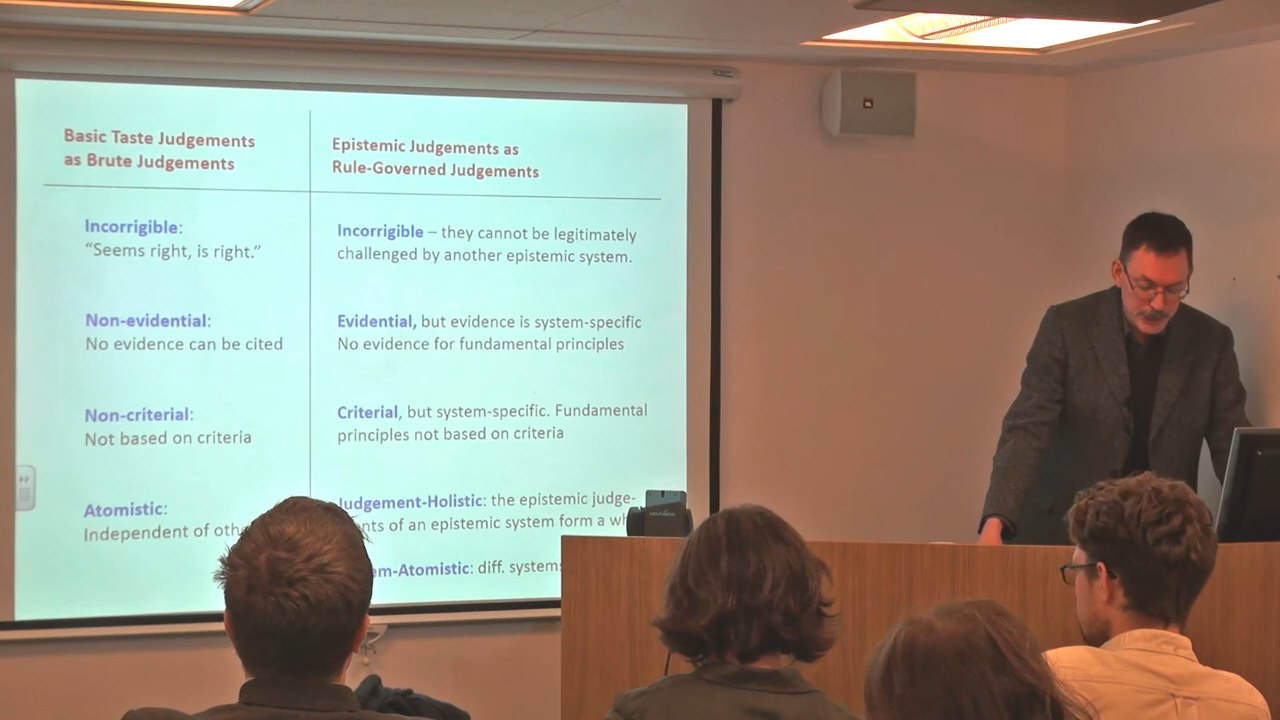 Basic Taste Judgements
as Brute Judgements
Epistemic Judgements as
Rule-Governed Judgements
Incorrigible:
“Seems right, is right.”
Incorrigible – they cannot be legitimately
challenged by another epistemic system.
Non-evidential:
No evidence can be cited
Evidential, but evidence is system-specific
No evidence for fundamental principles
Non-criterial:
Not based on criteria
Criterial, but system-specific. Fundamental
principles not based on criteria
Atomistic:
Independent of
Judgement-Holistic: the epistemic judge-
of an epistemic system form a
diff.